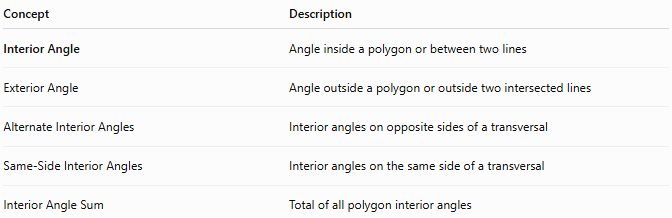 Concept Description
Interior Angle Angle inside a polygon or between two lines
Exterior Angle Angle outside a polygon or outside two intersected lines
Alternate Interior Angles Interior angles on opposite sides of a transversal
Same-Side Interior Angles Interior angles on the same side of a transversal
Interior Angle Sum Total of all polygon interior angles